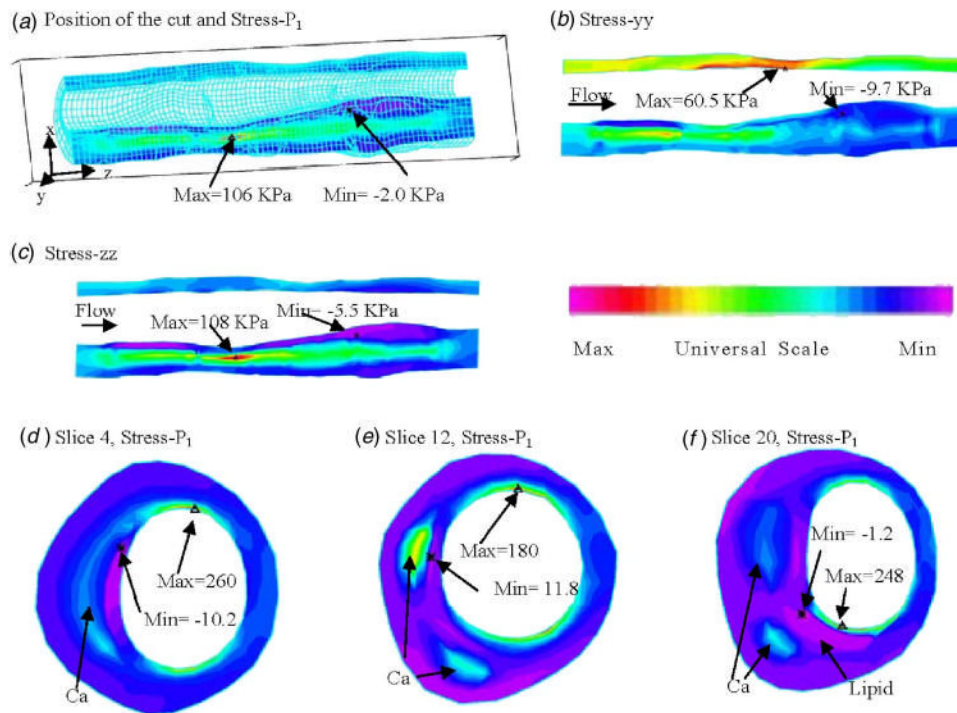 (a) Position of the cut and Stress-P1
x
y
z
Max=106 KPa
Min= -2.0 KPa
(b) Stress-yy
Flow
Max=60.5 KPa
Min= -9.7 KPa
(c) Stress-zz
Flow
Max=108 KPa
Min= -5.5 KPa
Max Universal Scale Min
(d) Slice 4, Stress-P1
Max=260
Min= -10.2
Ca
(e) Slice 12, Stress-P1
Max=180
Min= 11.8
Ca
(f) Slice 20, Stress-P1
Min= -1.2
Max=248
Ca
Lipid